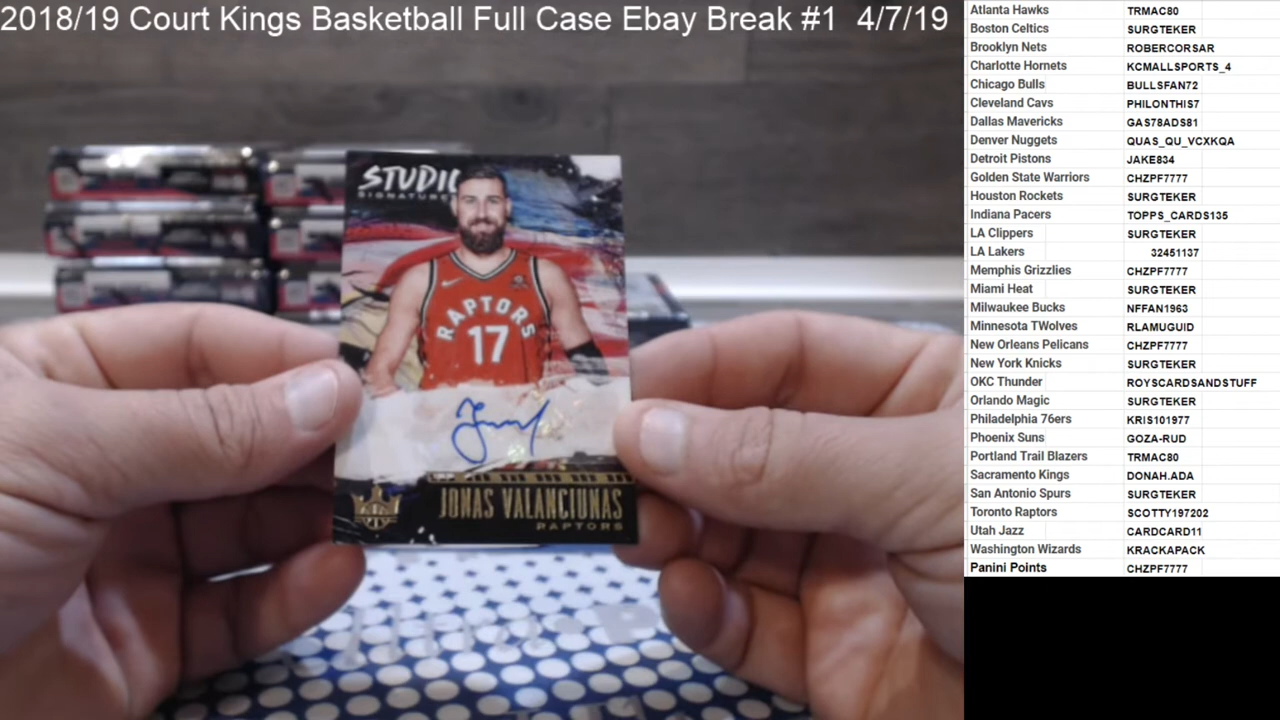 2018/19 Court Kings Basketball Full Case Ebay Break #1 4/7/19
STUDIO
SIGNATURE
RAPTORS
17
JONAS VALANCIUNAS
RAPTORS
Atlanta Hawks TRMAC80
Boston Celtics SURGTEKER
Brooklyn Nets ROBERCORSAR
Charlotte Hornets KCMALLSPORTS_4
Chicago Bulls BULLSFAN72
Cleveland Cavs PHILONTHIS7
Dallas Mavericks GAS78ADS81
Denver Nuggets QUAS_QU_VCXKQA
Detroit Pistons JAKE834
Golden State Warriors CHZPF7777
Houston Rockets SURGTEKER
Indiana Pacers TOPPS_CARDS135
LA Clippers SURGTEKER
LA Lakers 32451137
Memphis Grizzlies CHZPF7777
Miami Heat SURGTEKER
Milwaukee Bucks NFFAN1963
Minnesota TWolves RLAMUGUID
New Orleans Pelicans CHZPF7777
New York Knicks SURGTEKER
OKC Thunder ROYSCARDSANDSTUFF
Orlando Magic SURGTEKER
Philadelphia 76ers KRIS101977
Phoenix Suns GOZA-RUD
Portland Trail Blazers TRMAC80
Sacramento Kings DONAH.ADA
San Antonio Spurs SURGTEKER
Toronto Raptors SCOTTY197202
Utah Jazz CARDCARD11
Washington Wizards KRACKAPACK
Panini Points CHZPF7777